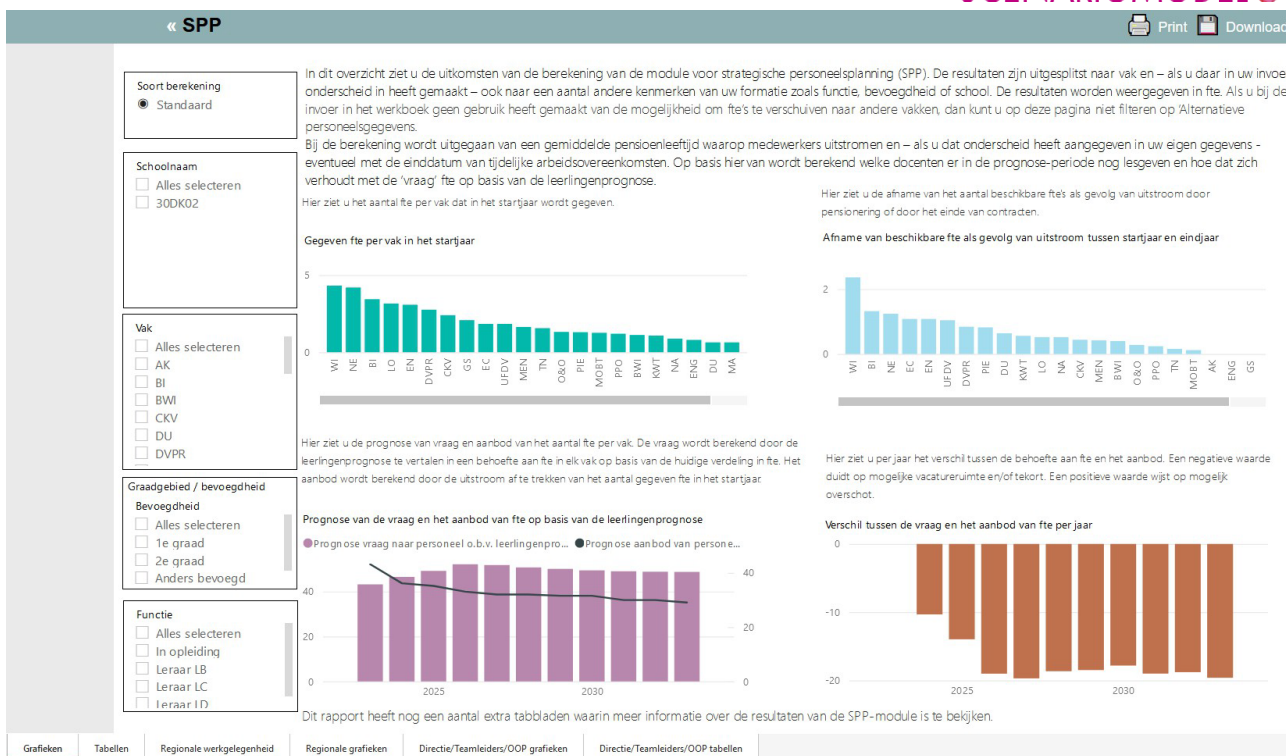 « SPP
Print
Download
Soort berekening
Standaard
Schoolnaam
Alles selecteren
30DK02
Vak
Alles selecteren
AK
BI
BWI
CKV
DU
DVPR
Graadgebied / bevoegdheid
Bevoegdheid
Alles selecteren
1e graad
2e graad
Anders bevoegd
Functie
Alles selecteren
In opleiding
Leraar LB
Leraar LC
Leraar LD
In dit overzicht ziet u de uitkomsten van de berekening van de module voor strategische personeelsplanning (SPP). De resultaten zijn uitgesplitst naar vak en – als u daar in uw invoer
onderscheid in heeft gemaakt – ook naar een aantal andere kenmerken van uw formatie zoals functie, bevoegdheid of school. De resultaten worden weergegeven in fte. Als u bij de
invoer in het werkboek geen gebruik heeft gemaakt van de mogelijkheid om fte's te verschuiven naar andere vakken, dan kunt u op deze pagina niet filteren op 'Alternatieve
personeelsgegevens.
Bij de berekening wordt uitgegaan van een gemiddelde pensioenleeftijd waarop medewerkers uitstromen en – als u dat onderscheid heeft aangegeven in uw eigen gegevens -
eventueel met de einddatum van tijdelijke arbeidsovereenkomsten. Op basis hiervan wordt berekend welke docenten er in de prognose-periode nog lesgeven en hoe dat zich
verhoudt met de 'vraag' fte op basis van de leerlingenprognose.
Hier ziet u het aantal fte per vak dat in het startjaar wordt gegeven.
Gegeven fte per vak in het startjaar
5
0
WI NE BI LO EN DVPR CKV GS EC UFDV MEN TN O&O PIE MOBT PPO BWI KWT NA ENG DU MA
Hier ziet u de afname van het aantal beschikbare fte's als gevolg van uitstroom door
pensionering of door het einde van contracten.
Afname van beschikbare fte als gevolg van uitstroom tussen startjaar en eindjaar
2
0
WI BI NE EC EN UFDV DVPR PIE DU KWT LO NA CKV MEN BWI O&O PPO TN MOBT AK ENG GS
Hier ziet u de prognose van vraag en aanbod van het aantal fte per vak. De vraag wordt berekend door de
leerlingenprognose te vertalen in een behoefte aan fte in elk vak op basis van de huidige verdeling in fte. Het
aanbod wordt berekend door de uitstroom af te trekken van het aantal gegeven fte in het startjaar.
Prognose van de vraag en het aanbod van fte op basis van de leerlingenprognose
Prognose vraag naar personeel o.b.v. leerlingenpro... Prognose aanbod van persone...
40
20
0
40
20
0
2025 2030
Hier ziet u per jaar het verschil tussen de behoefte aan fte en het aanbod. Een negatieve waarde
duidt op mogelijke vacatureruimte en/of tekort. Een positieve waarde wijst op mogelijk
overschot.
Verschil tussen de vraag en het aanbod van fte per jaar
0
-10
-20
2025 2030
Dit rapport heeft nog een aantal extra tabbladen waarin meer informatie over de resultaten van de SPP-module is te bekijken.
Grafieken Tabellen Regionale werkgelegenheid Regionale grafieken Directie/Teamleiders/OOP grafieken Directie/Teamleiders/OOP tabellen